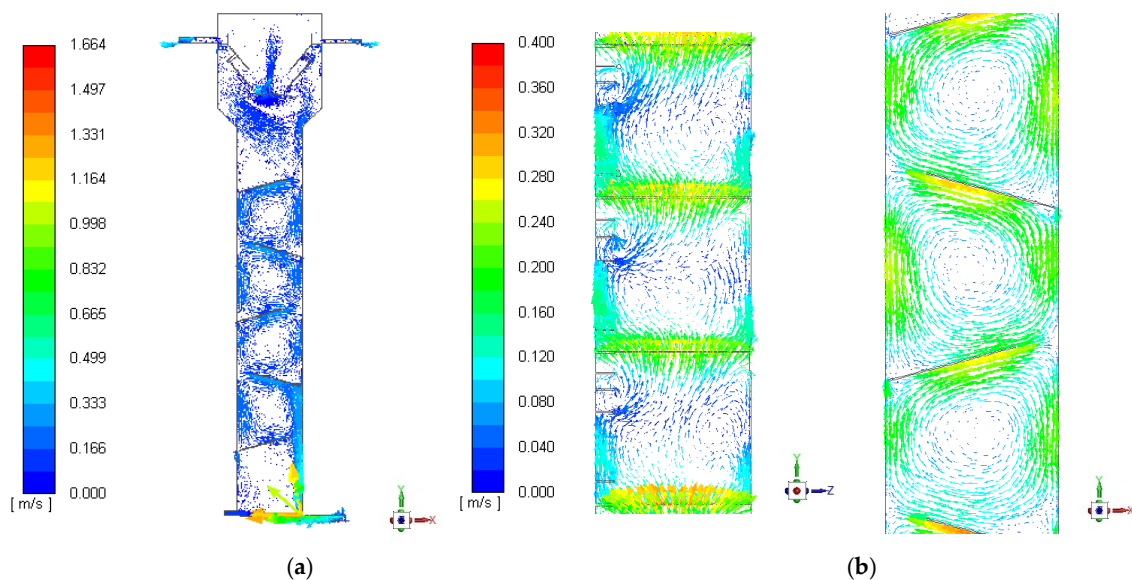 1.664
1.497
1.331
1.164
0.998
0.832
0.665
0.499
0.333
0.166
0.000
[ m/s ]
Y
X
0.400
0.360
0.320
0.280
0.240
0.200
0.160
0.120
0.080
0.040
0.000
[ m/s ]
Y
Z
Y
X
(a)
(b)